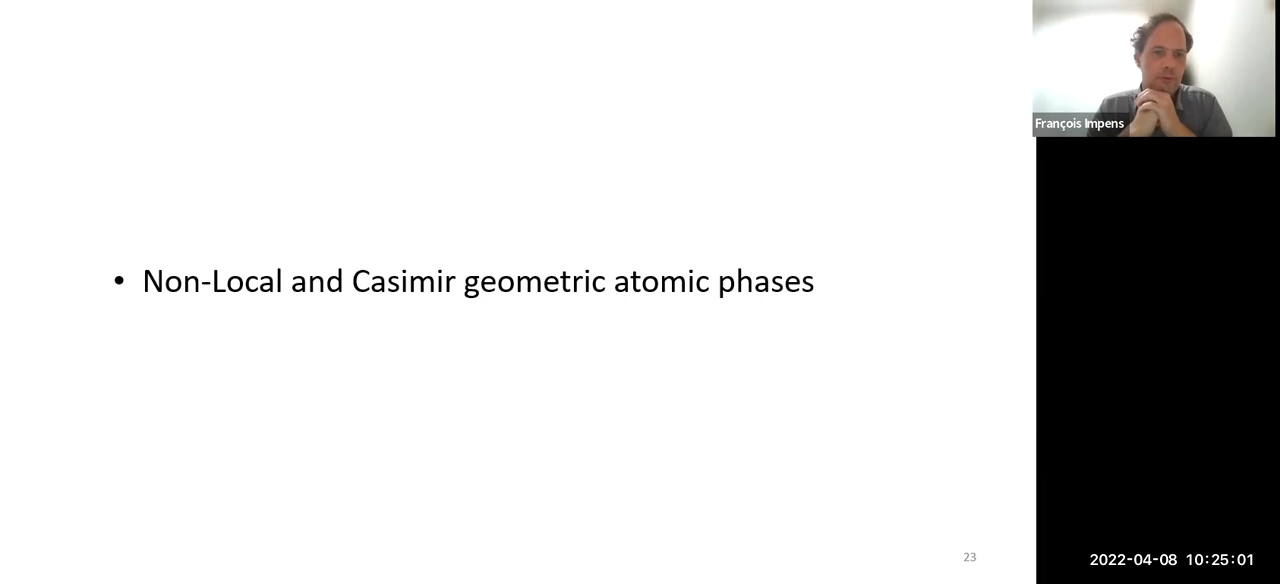 François Impens
• Non-Local and Casimir geometric atomic phases
23
2022-04-08 10:25:01